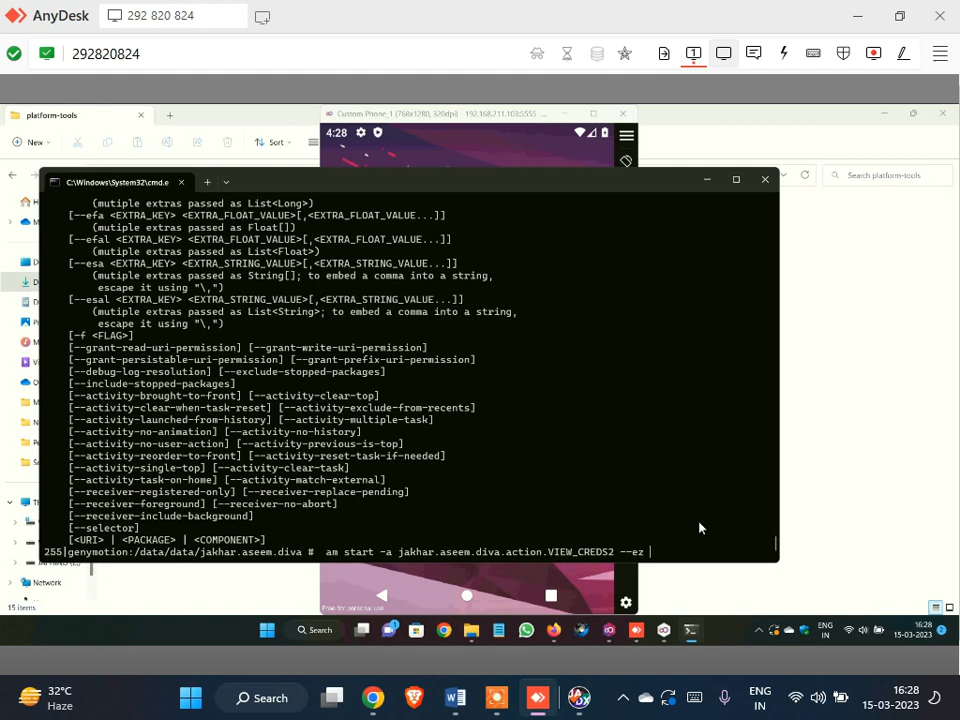 AnyDesk
292 820 824
292820824
1
platform-tools
Custom Phone_1 (768x1280, 320dpi) - 192.168.211.103:5555 - ...
New
Sort
4:28
Search platform-tools
C:\Windows\System32\cmd.e
(mutiple extras passed as List<Long>)
[--efa <EXTRA_KEY> <EXTRA_FLOAT_VALUE>[,<EXTRA_FLOAT_VALUE...]]
(mutiple extras passed as Float[])
[--efal <EXTRA_KEY> <EXTRA_FLOAT_VALUE>[,<EXTRA_FLOAT_VALUE...]]
(mutiple extras passed as List<Float>)
[--esa <EXTRA_KEY> <EXTRA_STRING_VALUE>[,<EXTRA_STRING_VALUE...]]
(mutiple extras passed as String[]; to embed a comma into a string,
escape it using "\,")
[--esal <EXTRA_KEY> <EXTRA_STRING_VALUE>[,<EXTRA_STRING_VALUE...]]
(mutiple extras passed as List<String>; to embed a comma into a string,
escape it using "\,")
[-f <FLAG>]
[--grant-read-uri-permission] [--grant-write-uri-permission]
[--grant-persistable-uri-permission] [--grant-prefix-uri-permission]
[--debug-log-resolution] [--exclude-stopped-packages]
[--include-stopped-packages]
[--activity-brought-to-front] [--activity-clear-top]
[--activity-clear-when-task-reset] [--activity-exclude-from-recents]
[--activity-launched-from-history] [--activity-multiple-task]
[--activity-no-animation] [--activity-no-history]
[--activity-no-user-action] [--activity-previous-is-top]
[--activity-reorder-to-front] [--activity-reset-task-if-needed]
[--activity-single-top] [--activity-clear-task]
[--activity-task-on-home] [--activity-match-external]
[--receiver-registered-only] [--receiver-replace-pending]
[--receiver-foreground] [--receiver-no-abort]
[--receiver-include-background]
[--selector]
[<URI> | <PACKAGE> | <COMPONENT>]
255|genymotion:/data/data/jakhar.aseem.diva # am start -a jakhar.aseem.diva.action.VIEW_CREDS2 --ez
Network
15 items
Free for personal use
Search
ENG
IN
16:28
15-03-2023
2
32°C
Haze
Search
ENG
IN
16:28
15-03-2023